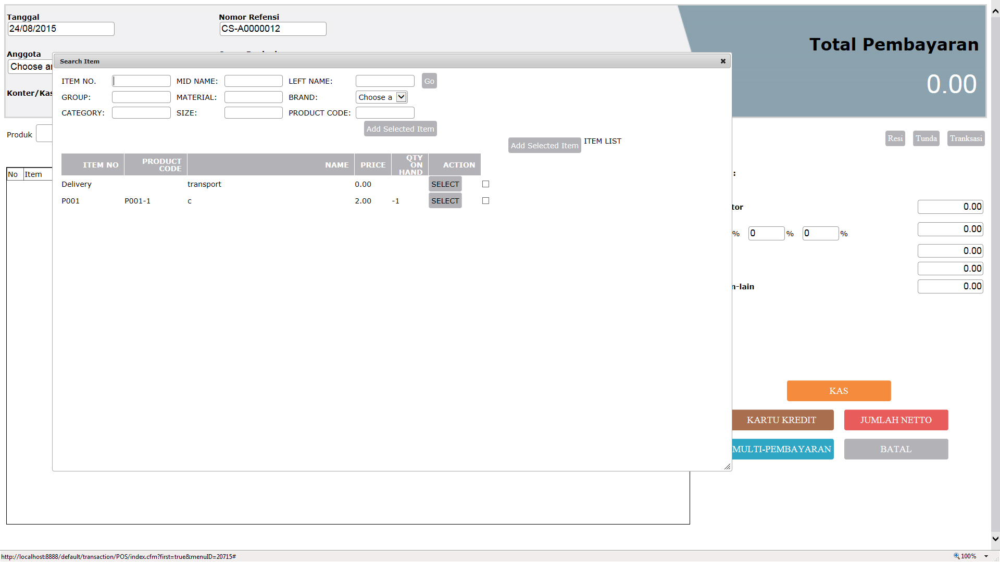 Tanggal
24/08/2015
Nomor Refensi
CS-A0000012
Total Pembayaran
0.00
Anggota
Choose a
Konter/Kas
Search Item
ITEM NO.
MID NAME:
LEFT NAME:
Go
GROUP:
MATERIAL:
BRAND:
Choose a
CATEGORY:
SIZE:
PRODUCT CODE:
Add Selected Item
Add Selected Item
ITEM LIST
Produk
Resi
Tunda
Tranksasi
ITEM NO
PRODUCT CODE
NAME
PRICE
QTY ON HAND
ACTION
Delivery transport 0.00 SELECT
P001 P001-1 c 2.00 -1 SELECT
No Item
:
tor
0.00
% 0 % 0 %
0.00
0.00
0.00
n-lain
0.00
KAS
KARTU KREDIT
JUMLAH NETTO
MULTI-PEMBAYARAN
BATAL
http://localhost:8888/default/transaction/POS/index.cfm?first=true&menuID=20715#
100%